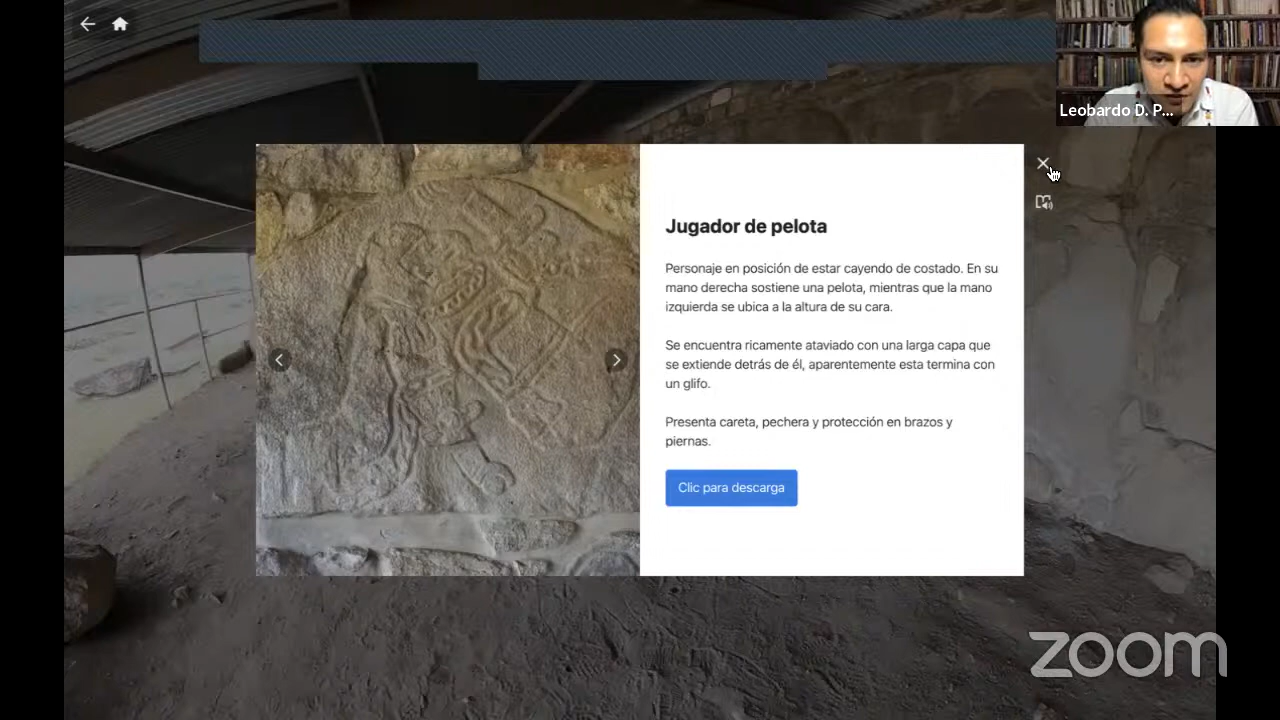 Leobardo D. P...
Jugador de pelota
Personaje en posición de estar cayendo de costado. En su
mano derecha sostiene una pelota, mientras que la mano
izquierda se ubica a la altura de su cara.
Se encuentra ricamente ataviado con una larga capa que
se extiende detrás de él, aparentemente esta termina con
un glifo.
Presenta careta, pechera y protección en brazos y
piernas.
Clic para descarga
zoom